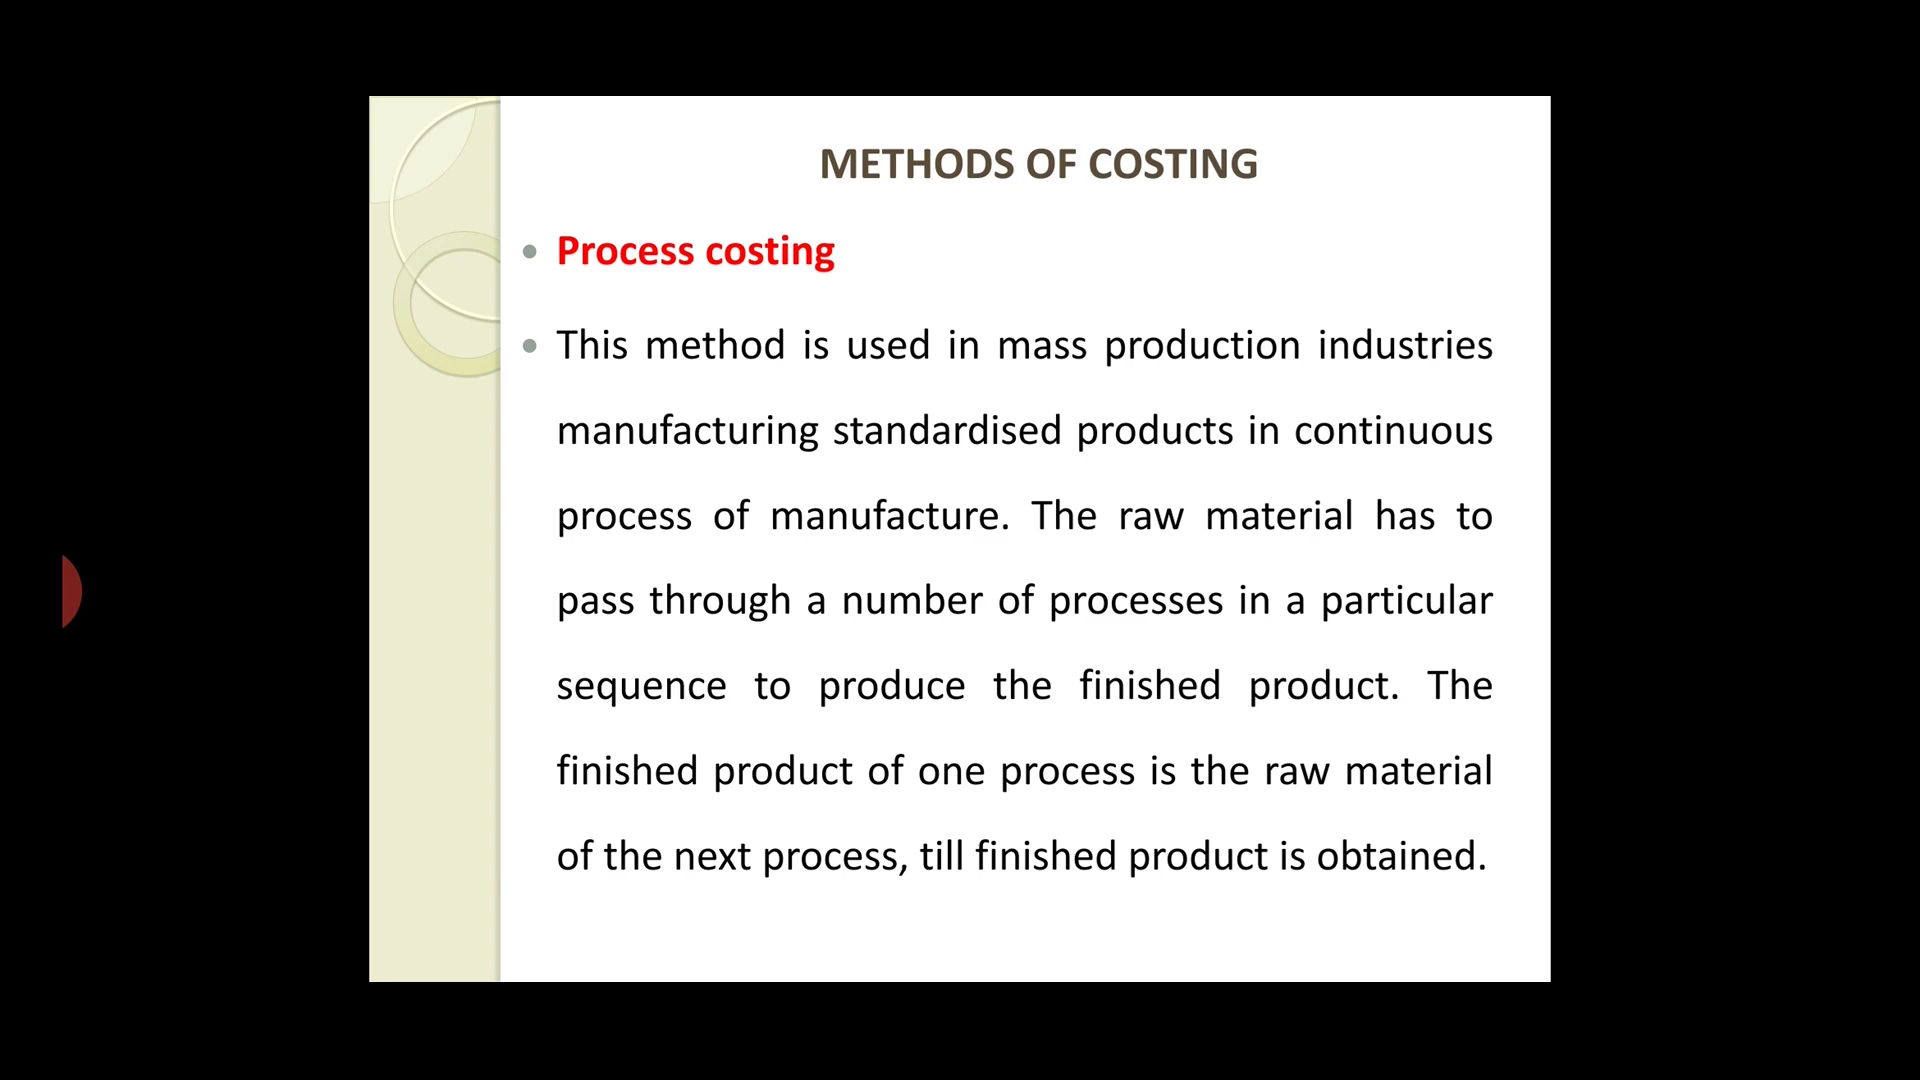 METHODS OF COSTING
• Process costing
• This method is used in mass production industries
manufacturing standardised products in continuous
process of manufacture. The raw material has to
pass through a number of processes in a particular
sequence to produce the finished product. The
finished product of one process is the raw material
of the next process, till finished product is obtained.